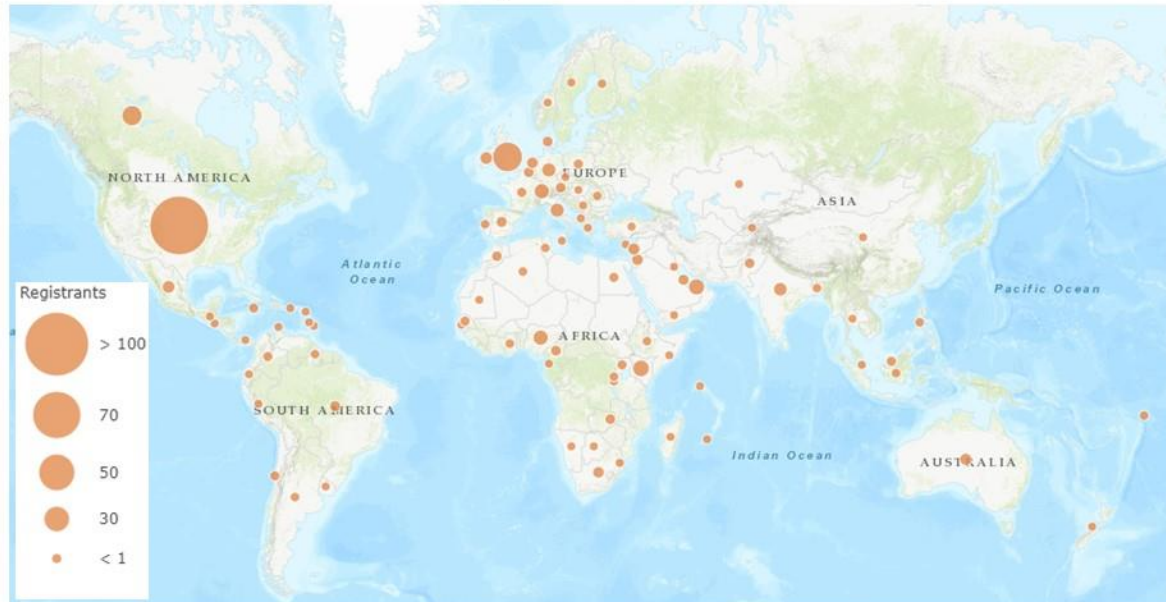 NORTH AMERICA
EUROPE
ASIA
Atlantic
Ocean
Pacific Ocean
AFRICA
SOUTH AMERICA
Indian Ocean
AUSTRALIA
Registrants
> 100
70
50
30
< 1